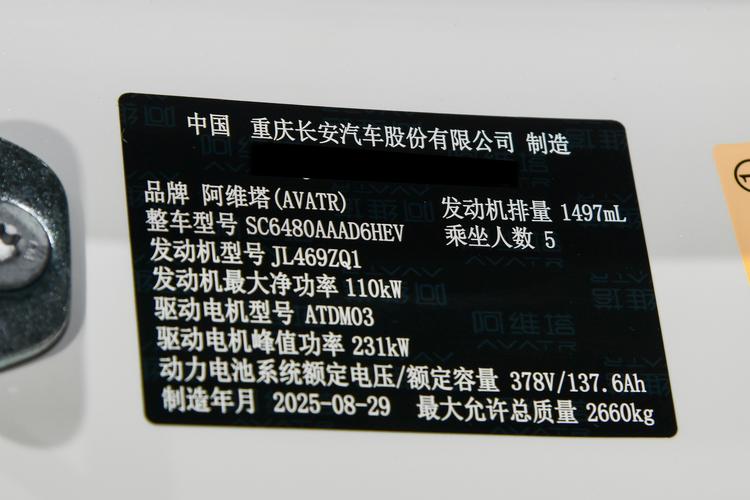 中国 重庆长安汽车股份有限公司 制造
品牌 阿维塔(AVATR)
发动机排量 1497mL
整车型号 SC6480AAAD6HEV
乘坐人数 5
发动机型号 JL469ZQ1
发动机最大净功率 110kW
驱动电机型号 ATDM03
驱动电机峰值功率 231kW
动力电池系统额定电压/额定容量 378V/137.6Ah
制造年月 2025-08-29 最大允许总质量 2660kg
阿维塔
AVATR